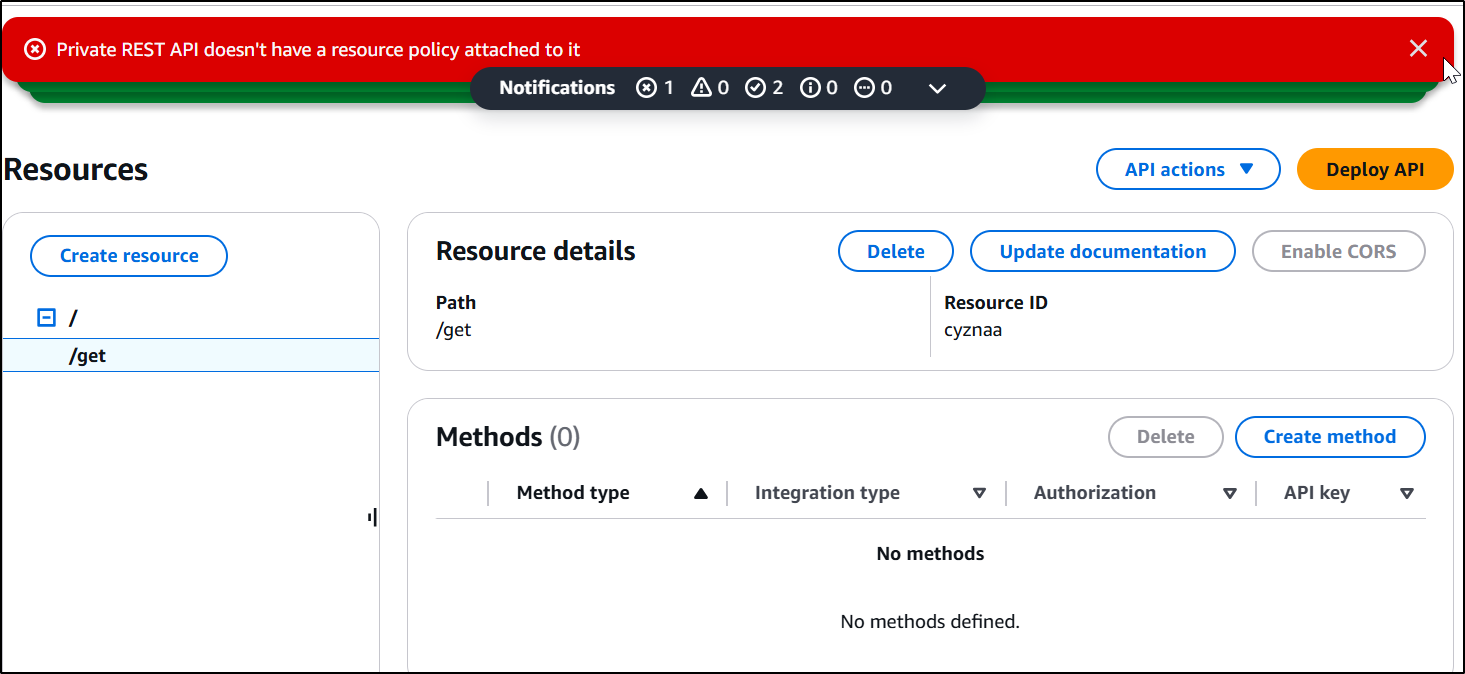 Private REST API doesn't have a resource policy attached to it
Notifications 1 0 2 0 0
Resources
API actions
Deploy API
Create resource
/
/get
Resource details
Delete
Update documentation
Enable CORS
Path
/get
Resource ID
cyznaa
Methods (0)
Delete
Create method
Method type
Integration type
Authorization
API key
No methods
No methods defined.